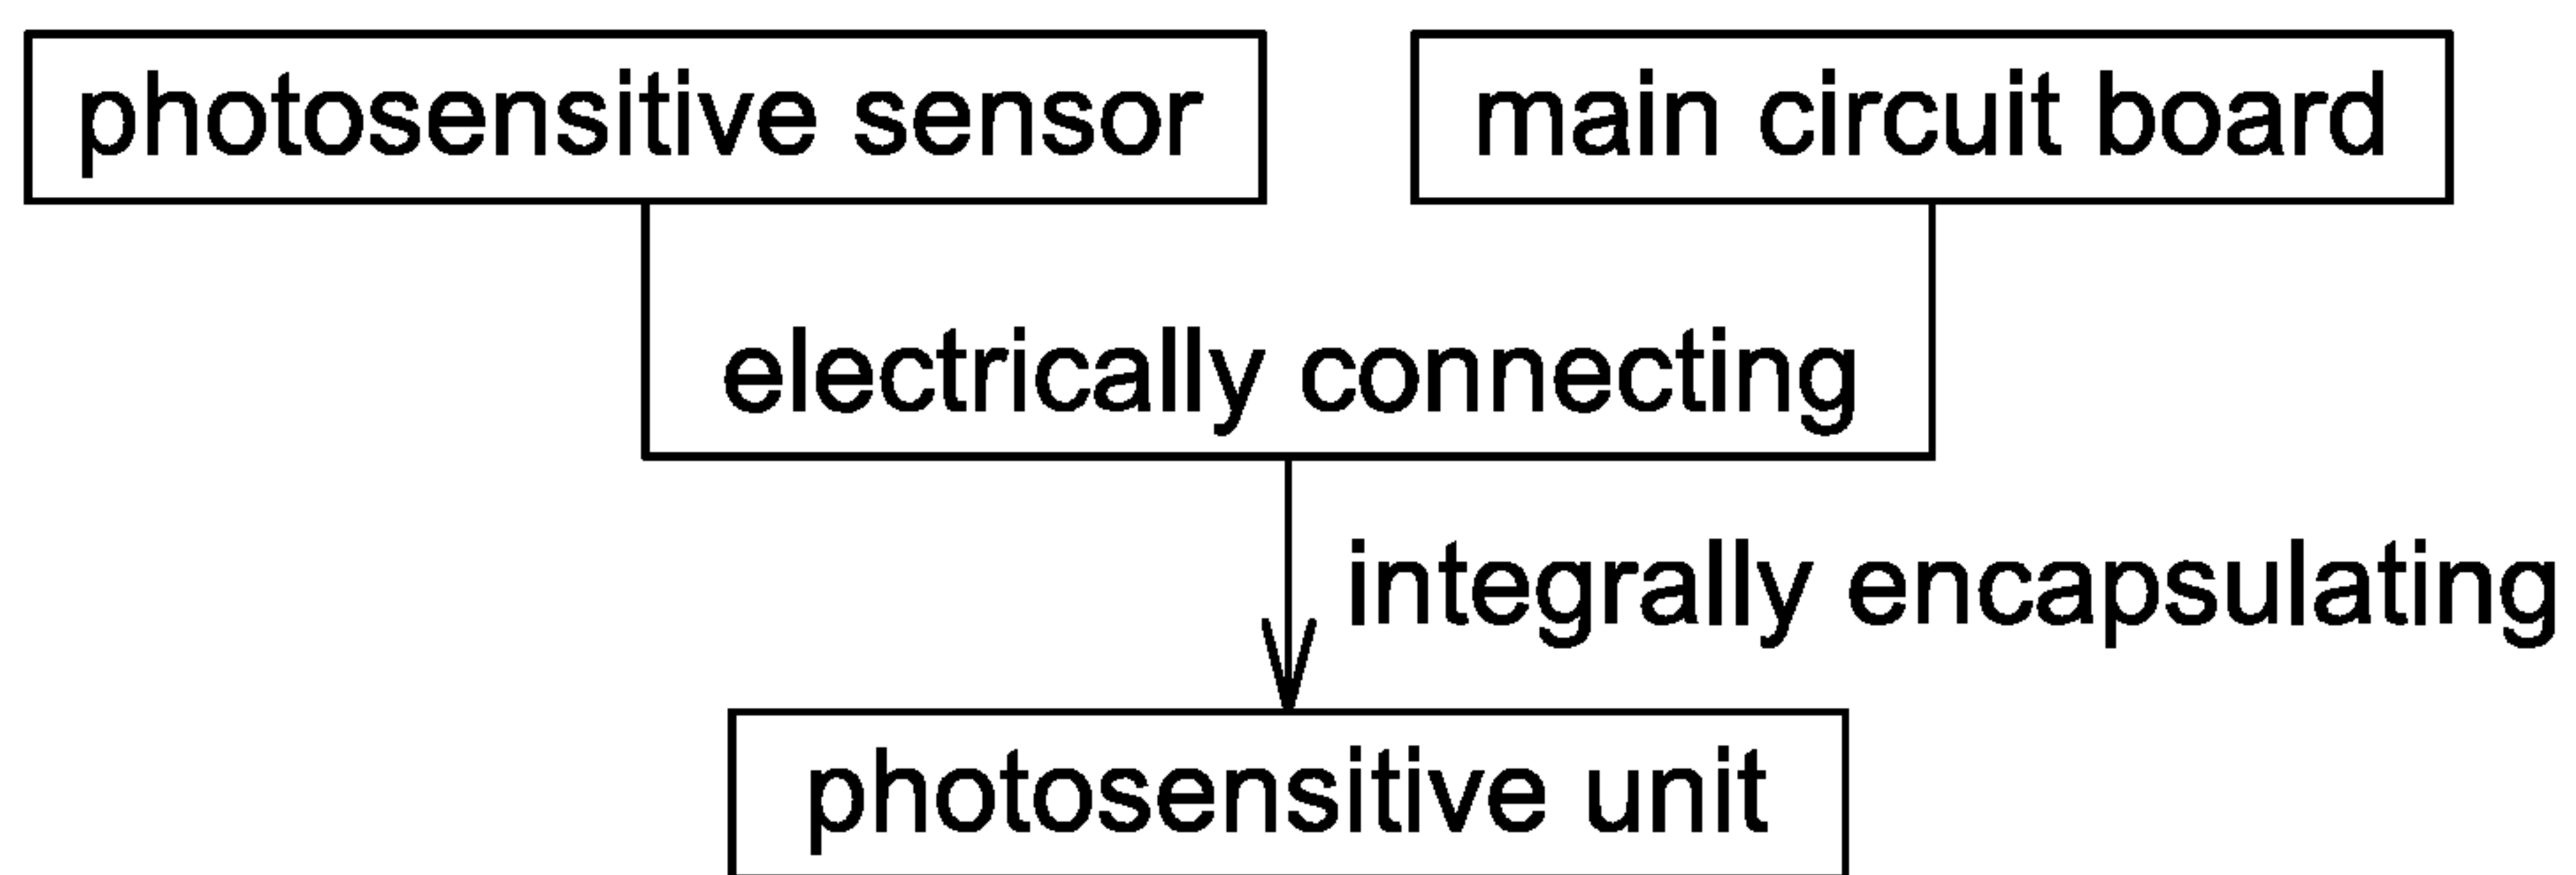 photosensitive sensor
main circuit board
electrically connecting
integrally encapsulating
photosensitive unit